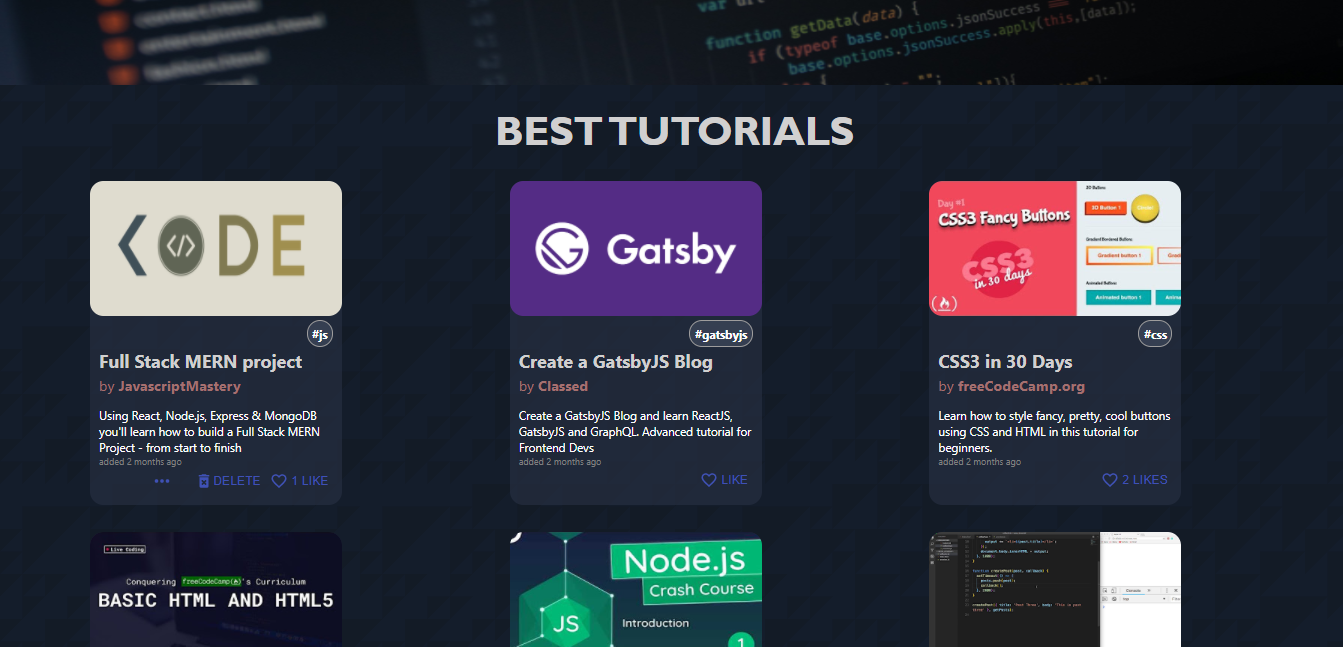 var
function getData(data) {
if (typeof base.options.jsonSuccess
base.options.jsonSuccess.apply(this,[data]);
BEST TUTORIALS
KODE
Gatsby
Day #1
CSS3 Fancy Buttons
CSS3
in 30 days
3D Buttons
3D Button 1
Gradient Bordered Buttons
Gradient button 1
Animated Buttons
Animated button 1
#js
Full Stack MERN project
by JavascriptMastery
Using React, Node.js, Express & MongoDB
you'll learn how to build a Full Stack MERN
Project - from start to finish
added 2 months ago
DELETE
1 LIKE
#gatsbyjs
Create a GatsbyJS Blog
by Classed
Create a GatsbyJS Blog and learn ReactJS,
GatsbyJS and GraphQL. Advanced tutorial for
Frontend Devs
added 2 months ago
LIKE
#css
CSS3 in 30 Days
by freeCodeCamp.org
Learn how to style fancy, pretty, cool buttons
using CSS and HTML in this tutorial for
beginners.
added 2 months ago
2 LIKES
Live Coding
Conquering freeCodeCamp's Curriculum
BASIC HTML AND HTML5
Node.js
Crash Course
JS
Introduction
1